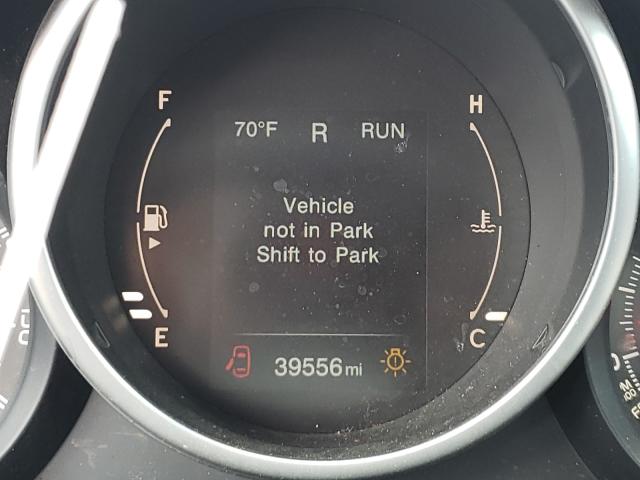 F H
70°F R RUN
Vehicle
not in Park
Shift to Park
E C
39556 mi